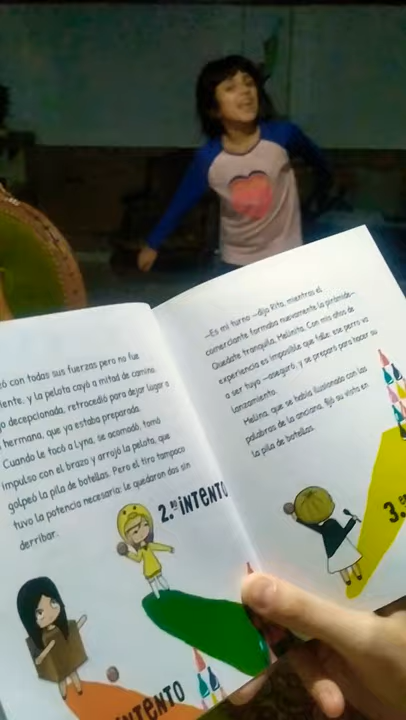 zó con todas sus fuerzas pero no fue
iente, y la pelota cayó a mitad de camino.
decepcionada, retrocedió para dejar lugar a
hermana, que ya estaba preparada.
Cuando le tocó a Lyna, se acomodó, tomó
impulso con el brazo y arrojó la pelota, que
golpeó la pila de botellas. Pero el tiro tampoco
tuvo la potencia necesaria: le quedaron dos sin
derribar.
2.º INTENTO
INTENTO
—Es mi turno —dijo Rita, mientras el
comerciante formaba nuevamente la pirámide—.
Quedate tranquila, Melinita. Con mis años de
experiencia es imposible que falle: ese perro va
a ser tuyo —aseguró, y se preparó para hacer su
lanzamiento.
Melina, que se había ilusionado con las
palabras de la anciana, fijó su vista en
la pila de botellas.
3.er